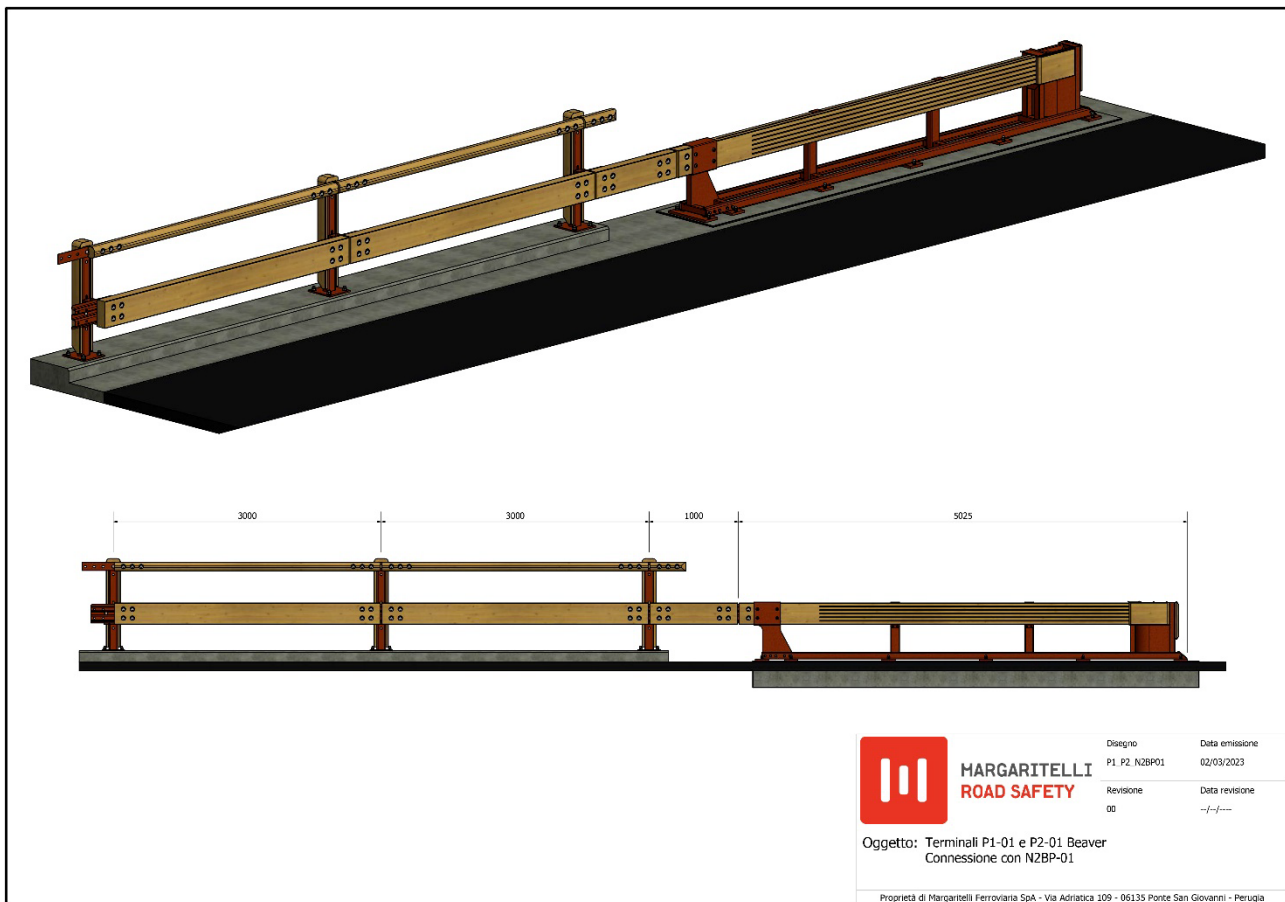 3000
3000
1000
5025
MARGARITELLI
ROAD SAFETY
Disegno
Data emissione
P1_P2_N2BP01
02/03/2023
Revisione
Data revisione
00
--/--/----
Oggetto: Terminali P1-01 e P2-01 Beaver
Connessione con N2BP-01
Proprietà di Margaritelli Ferroviaria SpA - Via Adriatica 109 - 06135 Ponte San Giovanni - Perugia